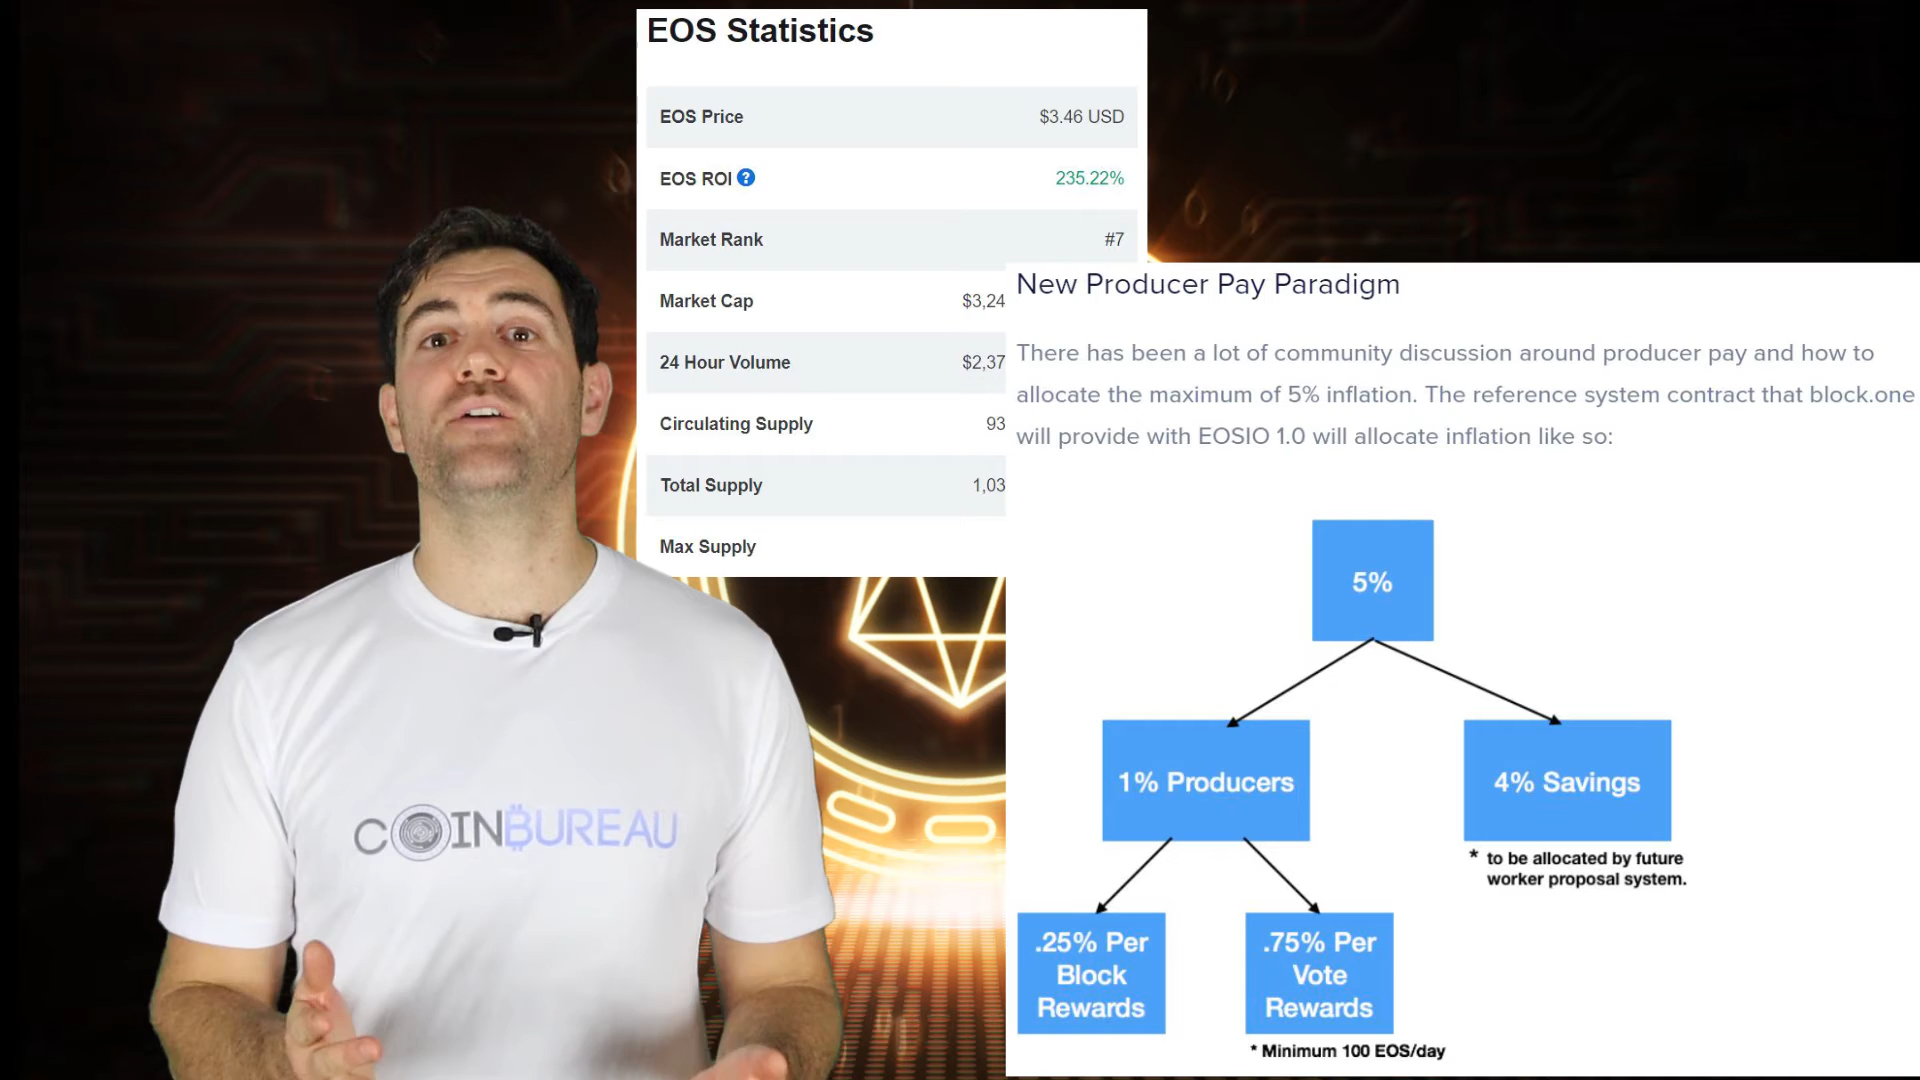 EOS Statistics
EOS Price $3.46 USD
EOS ROI ? 235.22%
Market Rank #7
Market Cap $3,24
24 Hour Volume $2,37
Circulating Supply 93
Total Supply 1,03
Max Supply
New Producer Pay Paradigm
There has been a lot of community discussion around producer pay and how to
allocate the maximum of 5% inflation. The reference system contract that block.one
will provide with EOSIO 1.0 will allocate inflation like so:
5%
1% Producers
4% Savings
* to be allocated by future
worker proposal system.
.25% Per
Block
Rewards
.75% Per
Vote
Rewards
* Minimum 100 EOS/day
COINBUREAU